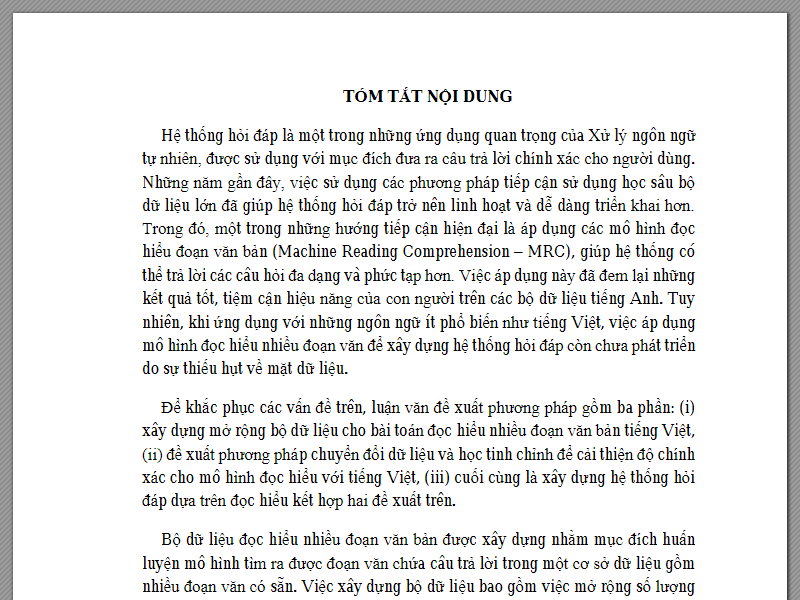 TÓM TẮT NỘI DUNG
Hệ thống hỏi đáp là một trong những ứng dụng quan trọng của Xử lý ngôn ngữ
tự nhiên, được sử dụng với mục đích đưa ra câu trả lời chính xác cho người dùng.
Những năm gần đây, việc sử dụng các phương pháp tiếp cận sử dụng học sâu bộ
dữ liệu lớn đã giúp hệ thống hỏi đáp trở nên linh hoạt và dễ dàng triển khai hơn.
Trong đó, một trong những hướng tiếp cận hiện đại là áp dụng các mô hình đọc
hiểu đoạn văn bản (Machine Reading Comprehension – MRC), giúp hệ thống có
thể trả lời các câu hỏi đa dạng và phức tạp hơn. Việc áp dụng này đã đem lại những
kết quả tốt, tiệm cận hiệu năng của con người trên các bộ dữ liệu tiếng Anh. Tuy
nhiên, khi ứng dụng với những ngôn ngữ ít phổ biến như tiếng Việt, việc áp dụng
mô hình đọc hiểu nhiều đoạn văn để xây dựng hệ thống hỏi đáp còn chưa phát triển
do sự thiếu hụt về mặt dữ liệu.
Để khắc phục các vấn đề trên, luận văn đề xuất phương pháp gồm ba phần: (i)
xây dựng mở rộng bộ dữ liệu cho bài toán đọc hiểu nhiều đoạn văn bản tiếng Việt,
(ii) đề xuất phương pháp chuyển đổi dữ liệu và học tinh chỉnh để cải thiện độ chính
xác cho mô hình đọc hiểu với tiếng Việt, (iii) cuối cùng là xây dựng hệ thống hỏi
đáp dựa trên đọc hiểu kết hợp hai đề xuất trên.
Bộ dữ liệu đọc hiểu nhiều đoạn văn bản được xây dựng nhằm mục đích huấn
luyện mô hình tìm ra được đoạn văn chứa câu trả lời trong một cơ sở dữ liệu gồm
nhiều đoạn văn có sẵn. Việc xây dựng bộ dữ liệu bao gồm việc mở rộng số lượng